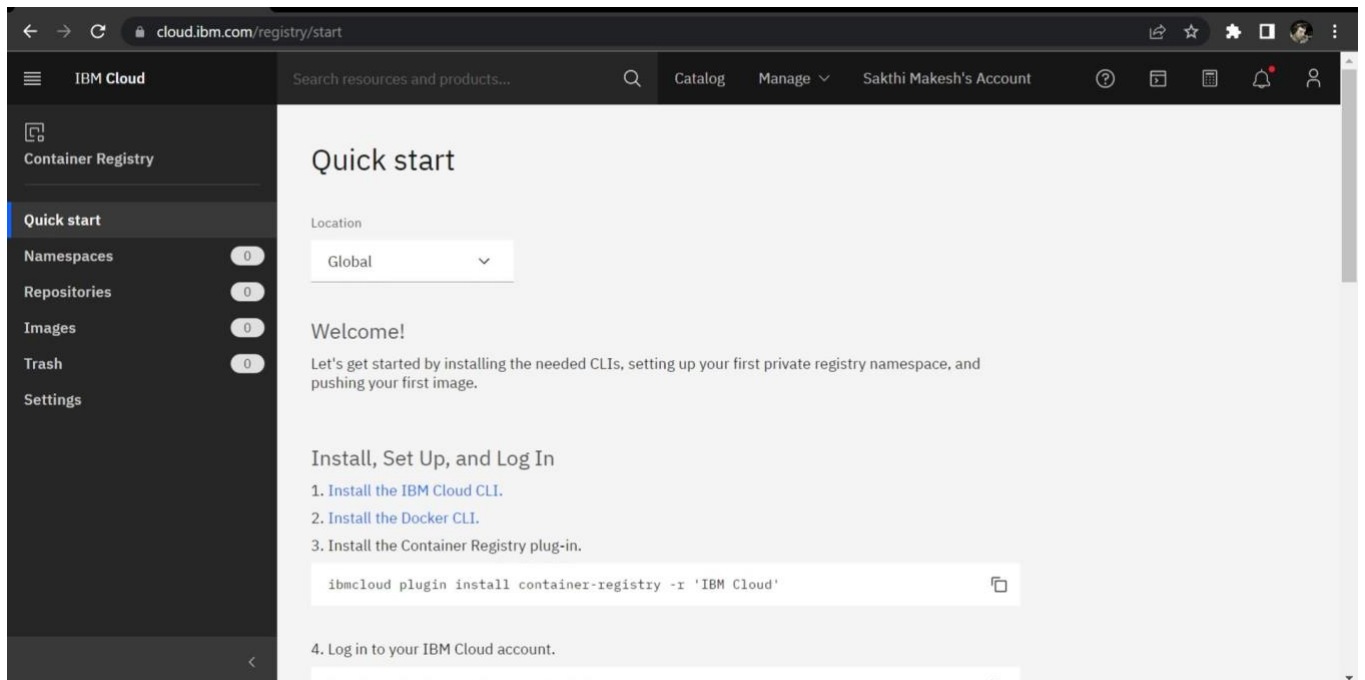 cloud.ibm.com/registry/start
IBM Cloud
Search resources and products...
Catalog
Manage
Sakthi Makesh's Account
Container Registry
Quick start
Namespaces 0
Repositories 0
Images 0
Trash 0
Settings
Quick start
Location
Global
Welcome!
Let's get started by installing the needed CLIs, setting up your first private registry namespace, and
pushing your first image.
Install, Set Up, and Log In
1. Install the IBM Cloud CLI.
2. Install the Docker CLI.
3. Install the Container Registry plug-in.
ibmcloud plugin install container-registry -r 'IBM Cloud'
4. Log in to your IBM Cloud account.